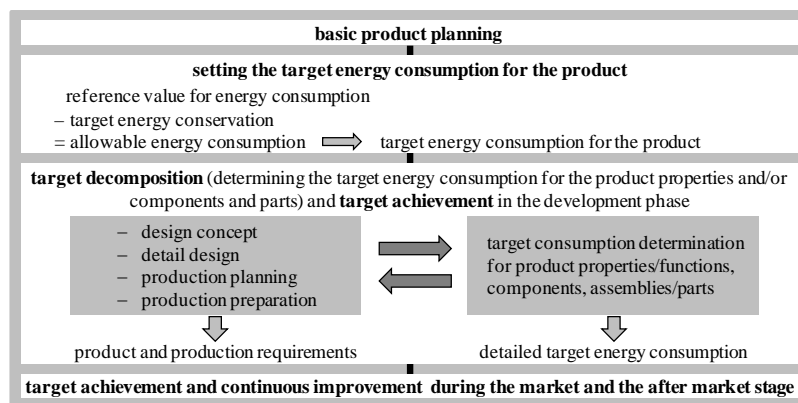 basic product planning
setting the target energy consumption for the product
reference value for energy consumption
– target energy conservation
= allowable energy consumption target energy consumption for the product
target decomposition (determining the target energy consumption for the product properties and/or
components and parts) and target achievement in the development phase
– design concept
– detail design
– production planning
– production preparation
target consumption determination
for product properties/functions,
components, assemblies/parts
product and production requirements
detailed target energy consumption
target achievement and continuous improvement during the market and the after market stage